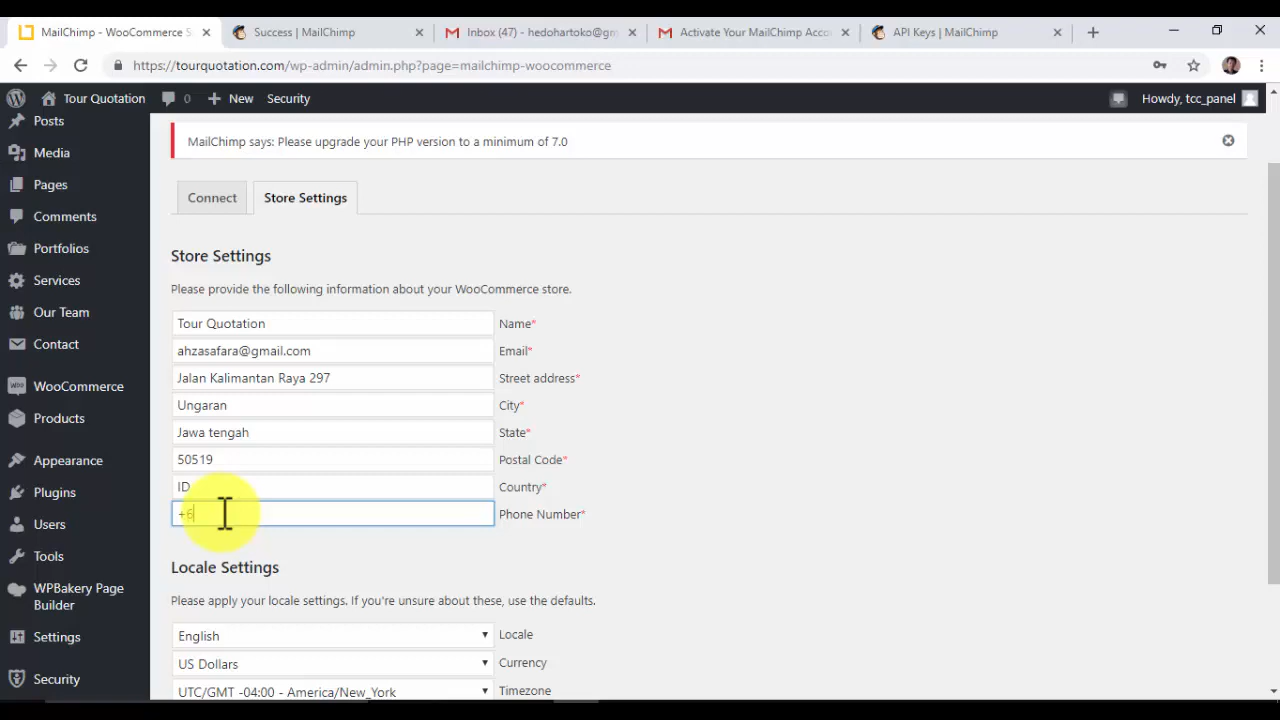 MailChimp - WooCommerce S
Success | MailChimp
Inbox (47) - hedohartoko@gm
Activate Your MailChimp Acco
API Keys | MailChimp
https://tourquotation.com/wp-admin/admin.php?page=mailchimp-woocommerce
Tour Quotation
0
New
Security
Howdy, tcc_panel
Posts
Media
Pages
Comments
Portfolios
Services
Our Team
Contact
WooCommerce
Products
Appearance
Plugins
Users
Tools
WPBakery Page
Builder
Settings
Security
MailChimp says: Please upgrade your PHP version to a minimum of 7.0
Connect
Store Settings
Store Settings
Please provide the following information about your WooCommerce store.
Tour Quotation Name*
ahzasafara@gmail.com Email*
Jalan Kalimantan Raya 297 Street address*
Ungaran City*
Jawa tengah State*
50519 Postal Code*
ID Country*
+6 Phone Number*
Locale Settings
Please apply your locale settings. If you're unsure about these, use the defaults.
English Locale
US Dollars Currency
UTC/GMT -04:00 - America/New_York Timezone